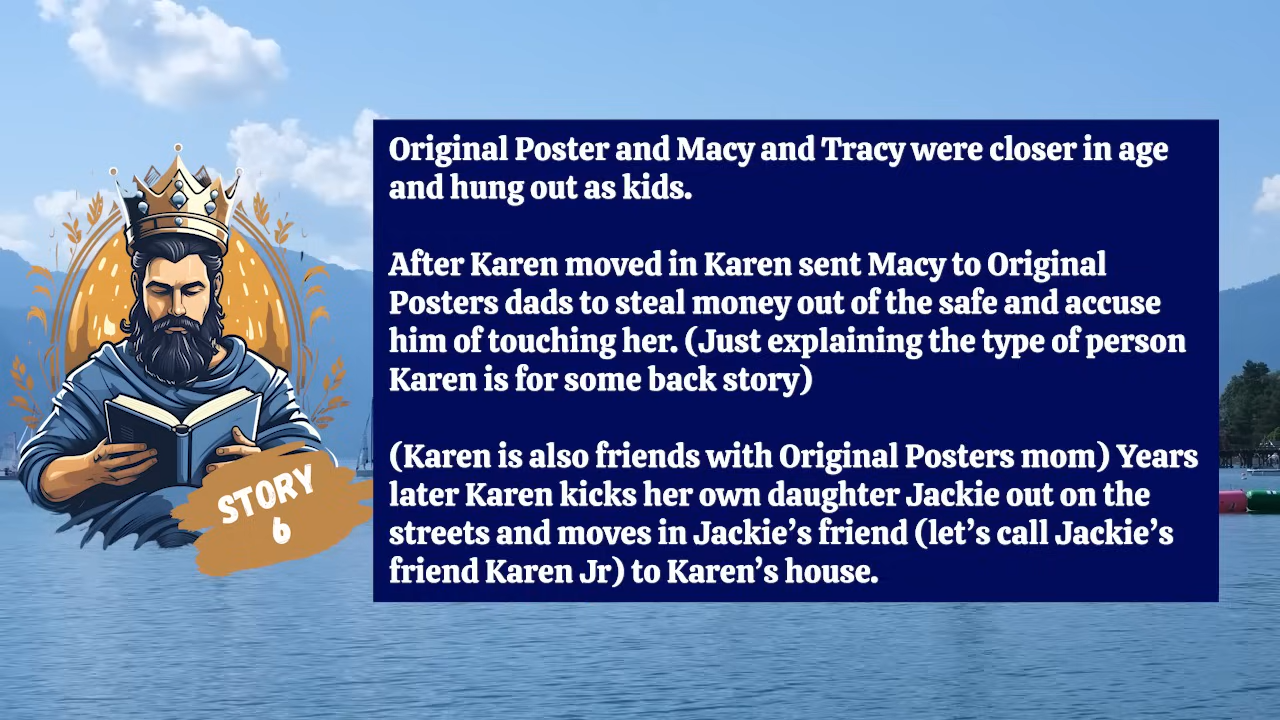 Original Poster and Macy and Tracy were closer in age
and hung out as kids.
After Karen moved in Karen sent Macy to Original
Posters dads to steal money out of the safe and accuse
him of touching her. (Just explaining the type of person
Karen is for some back story)
(Karen is also friends with Original Posters mom) Years
later Karen kicks her own daughter Jackie out on the
streets and moves in Jackie’s friend (let’s call Jackie’s
friend Karen Jr) to Karen’s house.
STORY
6